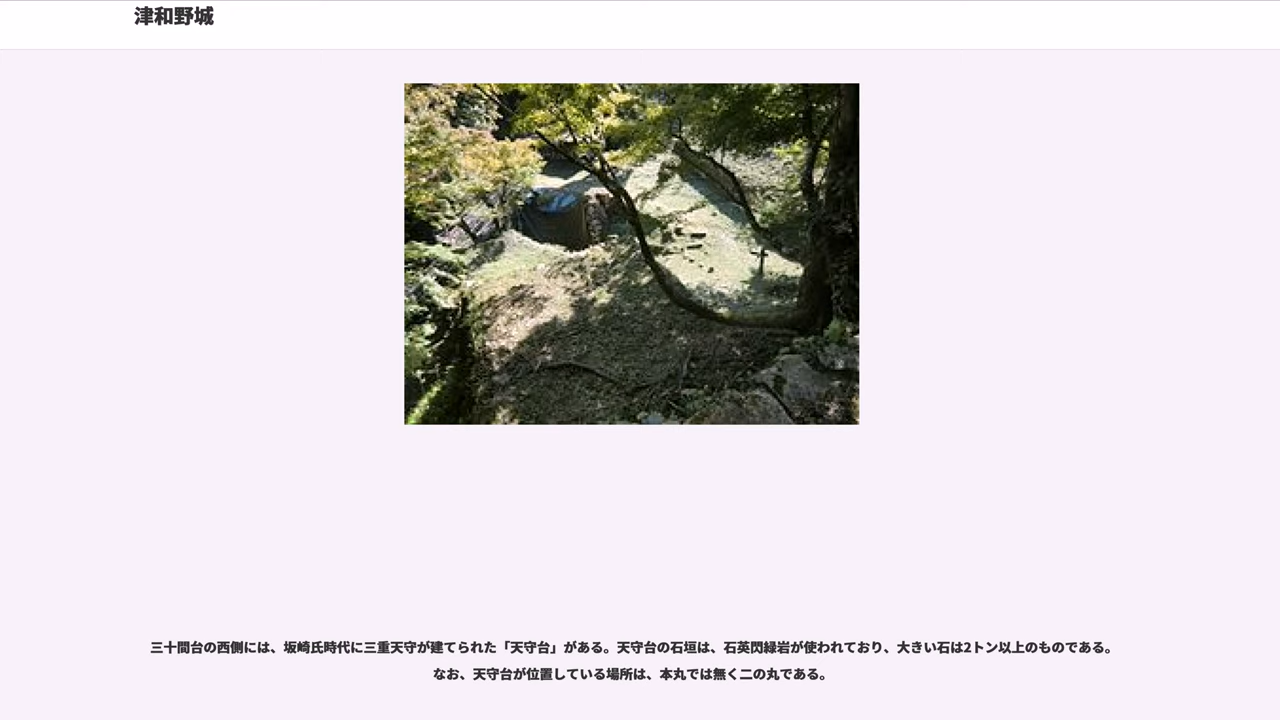 津和野城
三十間台の西側には、坂崎氏時代に三重天守が建てられた「天守台」がある。天守台の石垣は、石英閃緑岩が使われており、大きい石は2トン以上のものである。
なお、天守台が位置している場所は、本丸では無く二の丸である。